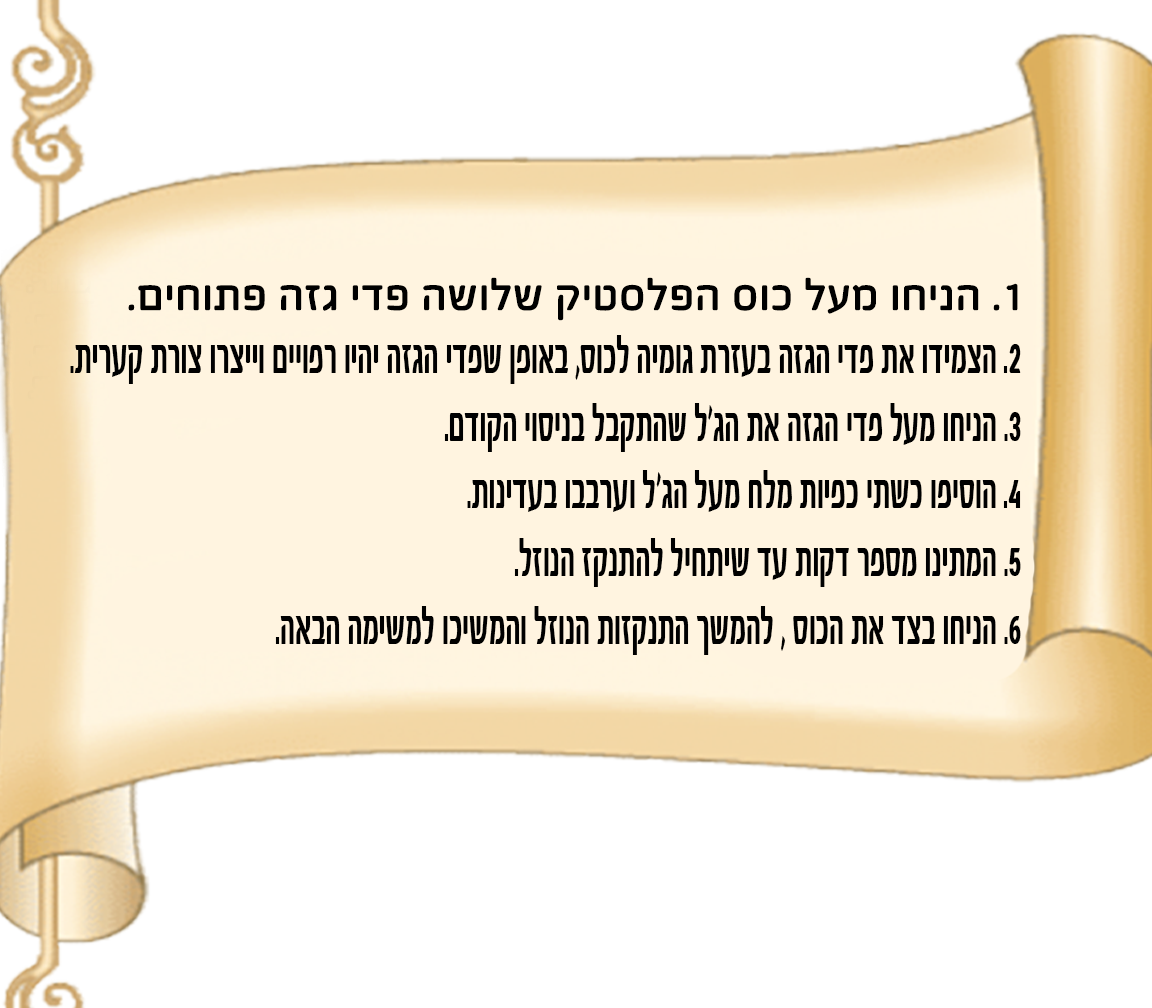 1. הניחו מעל כוס הפלסטיק שלושה פדי גזה פתוחים.
2. הצמידו את פדי הגזה בעזרת גומיה לכוס, באופן שפדי הגזה יהיו רפויים וייצרו צורת קערית.
3. הניחו מעל פדי הגזה את הג'ל שהתקבל בניסוי הקודם.
4. הוסיפו כשתי כפיות מלח מעל הג'ל וערבבו בעדינות.
5. המתינו מספר דקות עד שיתחיל להתנקז הנוזל.
6. הניחו בצד את הכוס , להמשך התנקזות הנוזל והמשיכו למשימה הבאה.